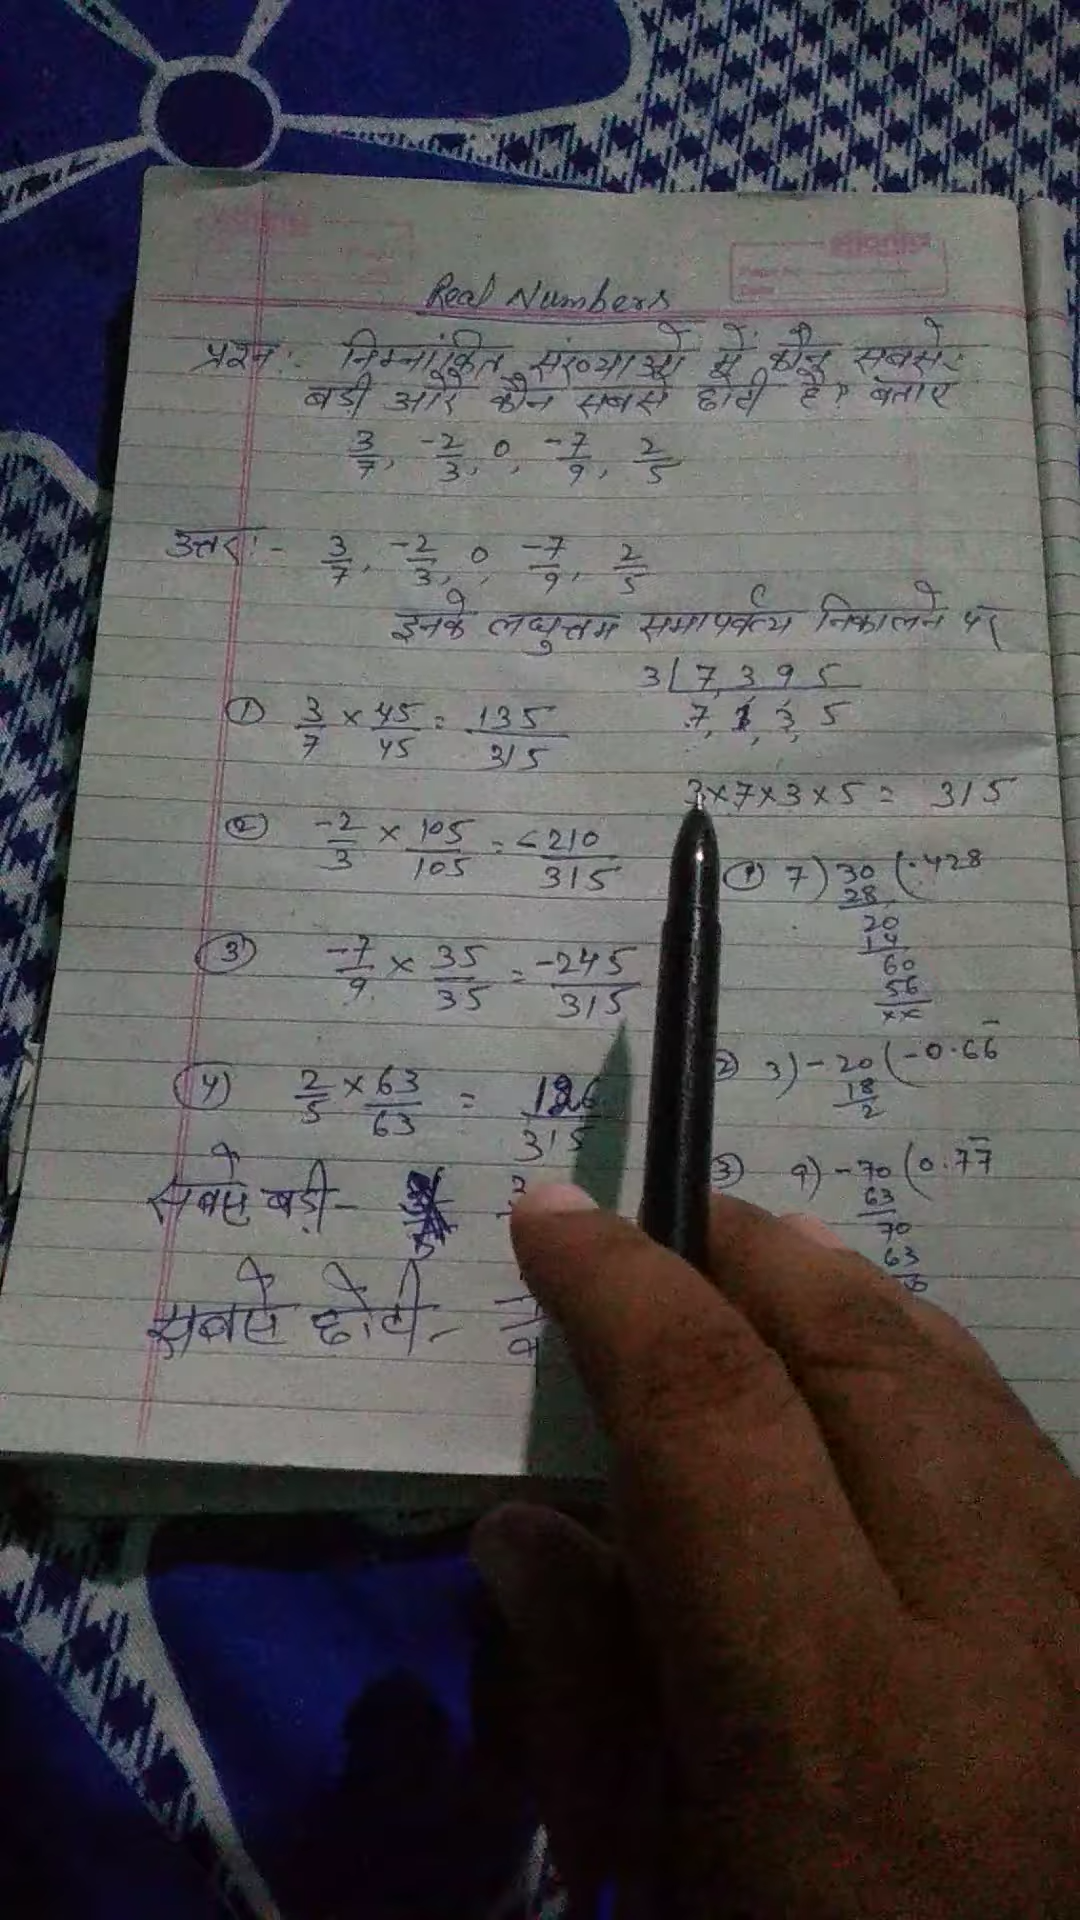 Real Numbers
प्रश्न:- निम्नांकित संख्याओ में कौन सबसे
बड़ी और कौन सबसे छोटी है? बताए
3/7, -2/3, 0, -7/9, 2/5
उत्तर:- 3/7, -2/3, 0, -7/9, 2/5
इनके लघुत्तम समापर्वत्य निकालने पर
3 | 7, 3 9 5
7, 1, 3, 5
① 3/7 × 45/45 = 135/315
3×7×3×5 = 315
② -2/3 × 105/105 = -210/315
③ -7/9 × 35/35 = -245/315
④ 2/5 × 63/63 = 126/315
① 7) 30 (.428
28
20
14
60
56
××
② 3) -20 (-0.66
18
2
③ 9) -70 (0.77
63
70
63
सबसे बड़ी -
सबसे छोटी -